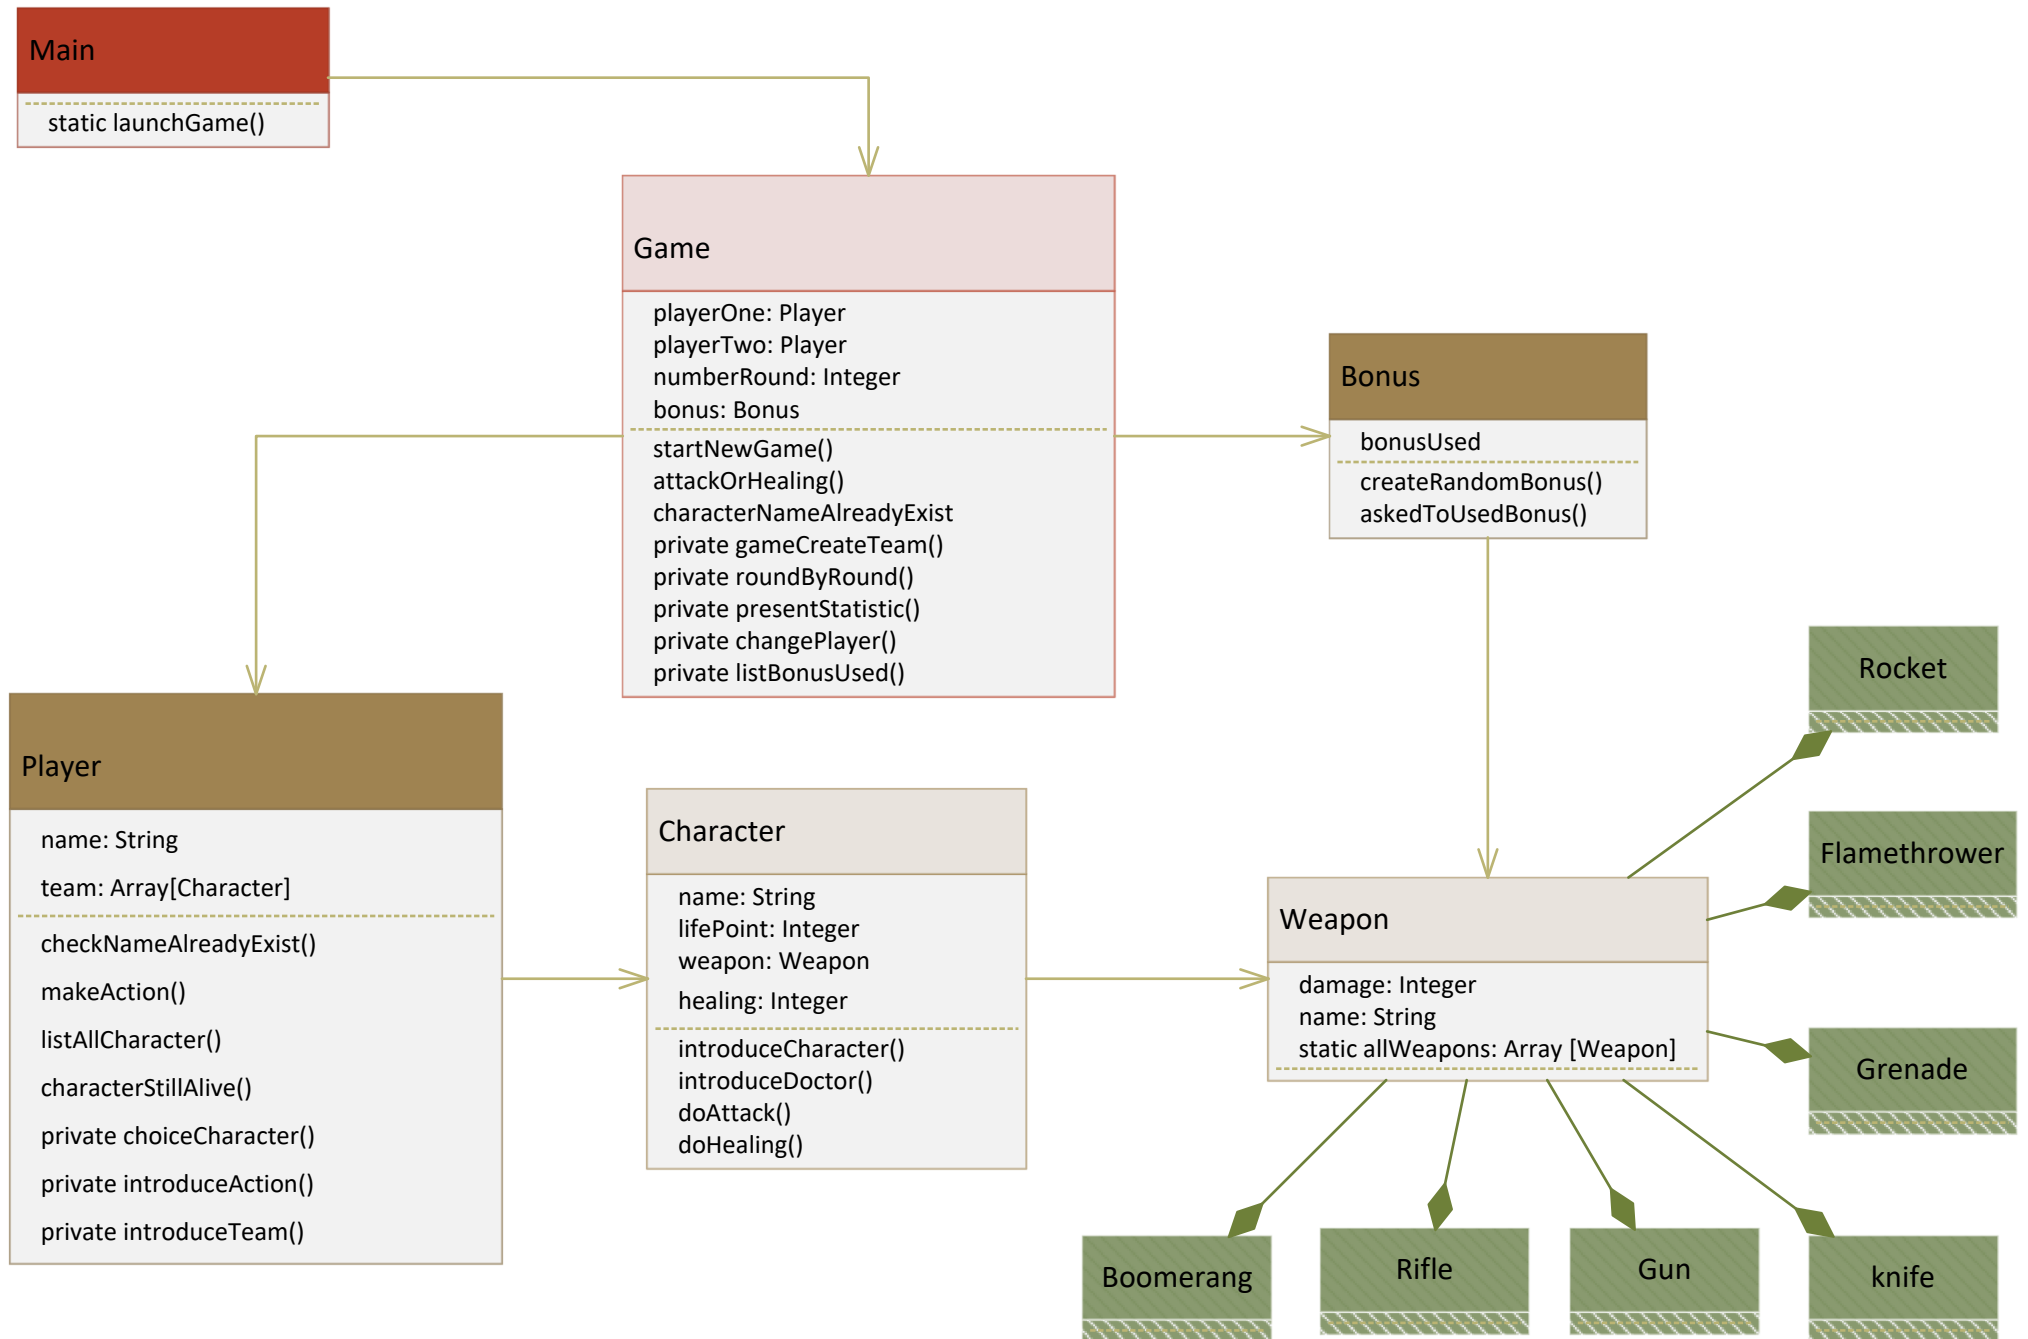 Main
static launchGame()
Game
playerOne: Player
playerTwo: Player
numberRound: Integer
bonus: Bonus
startNewGame()
attackOrHealing()
characterNameAlreadyExist
private gameCreateTeam()
private roundByRound()
private presentStatistic()
private changePlayer()
private listBonusUsed()
Bonus
bonusUsed
createRandomBonus()
askedToUsedBonus()
Player
name: String
team: Array[Character]
checkNameAlreadyExist()
makeAction()
listAllCharacter()
characterStillAlive()
private choiceCharacter()
private introduceAction()
private introduceTeam()
Character
name: String
lifePoint: Integer
weapon: Weapon
healing: Integer
introduceCharacter()
introduceDoctor()
doAttack()
doHealing()
Weapon
damage: Integer
name: String
static allWeapons: Array [Weapon]
Rocket
Flamethrower
Grenade
Boomerang
Rifle
Gun
knife